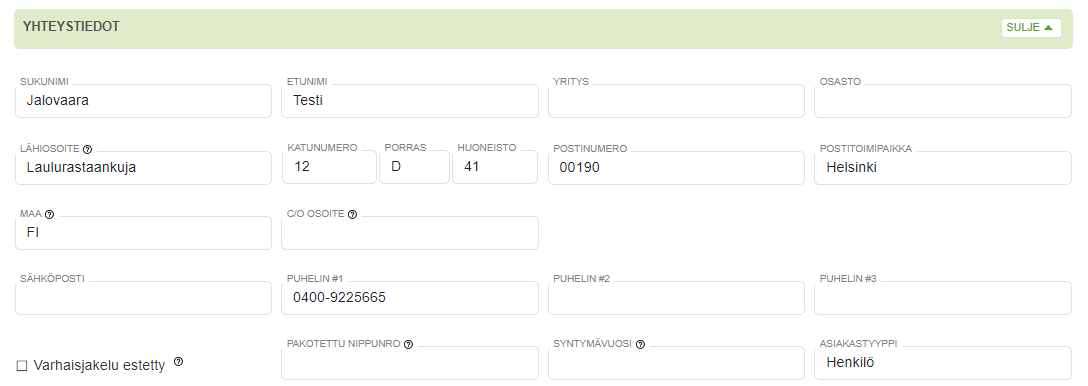 YHTEYSTIEDOT SULJE
SUKUNIMI ETUNIMI YRITYS OSASTO
Jalovaara Testi
LÄHIOSOITE KATUNUMERO PORRAS HUONEISTO POSTINUMERO POSTITOIMIPAIKKA
Laulurastaankuja 12 D 41 00190 Helsinki
MAA C/O OSOITE
FI
SÄHKÖPOSTI PUHELIN #1 PUHELIN #2 PUHELIN #3
0400-9225665
PAKOTETTU NIPPUNRO SYNTYMÄVUOSI ASIAKASTYYPPI
Varhaisjakelu estetty Henkilö